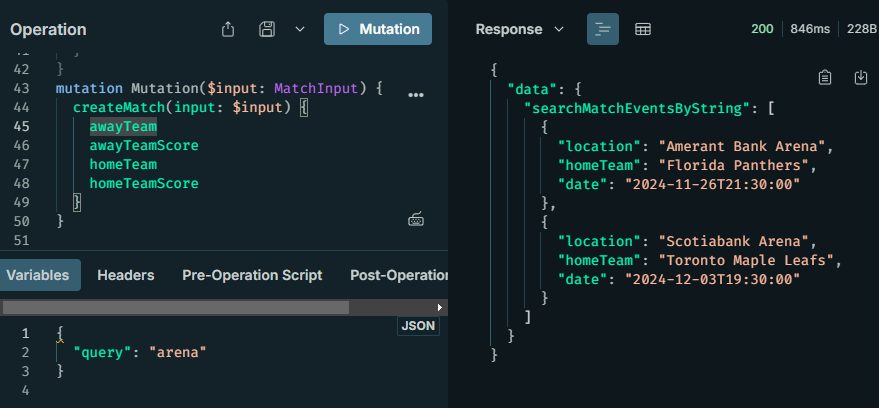 Operation
Mutation
41 }
42 }
43 mutation Mutation($input: MatchInput) {
44 createMatch(input: $input) {
45 awayTeam
46 awayTeamScore
47 homeTeam
48 homeTeamScore
49 }
50 }
51
Variables Headers Pre-Operation Script Post-Operation
JSON
1 {
2 "query": "arena"
3 }
4
Response 200 846ms 228B
{
"data": {
"searchMatchEventsByString": [
{
"location": "Amerant Bank Arena",
"homeTeam": "Florida Panthers",
"date": "2024-11-26T21:30:00"
},
{
"location": "Scotiabank Arena",
"homeTeam": "Toronto Maple Leafs",
"date": "2024-12-03T19:30:00"
}
]
}
}